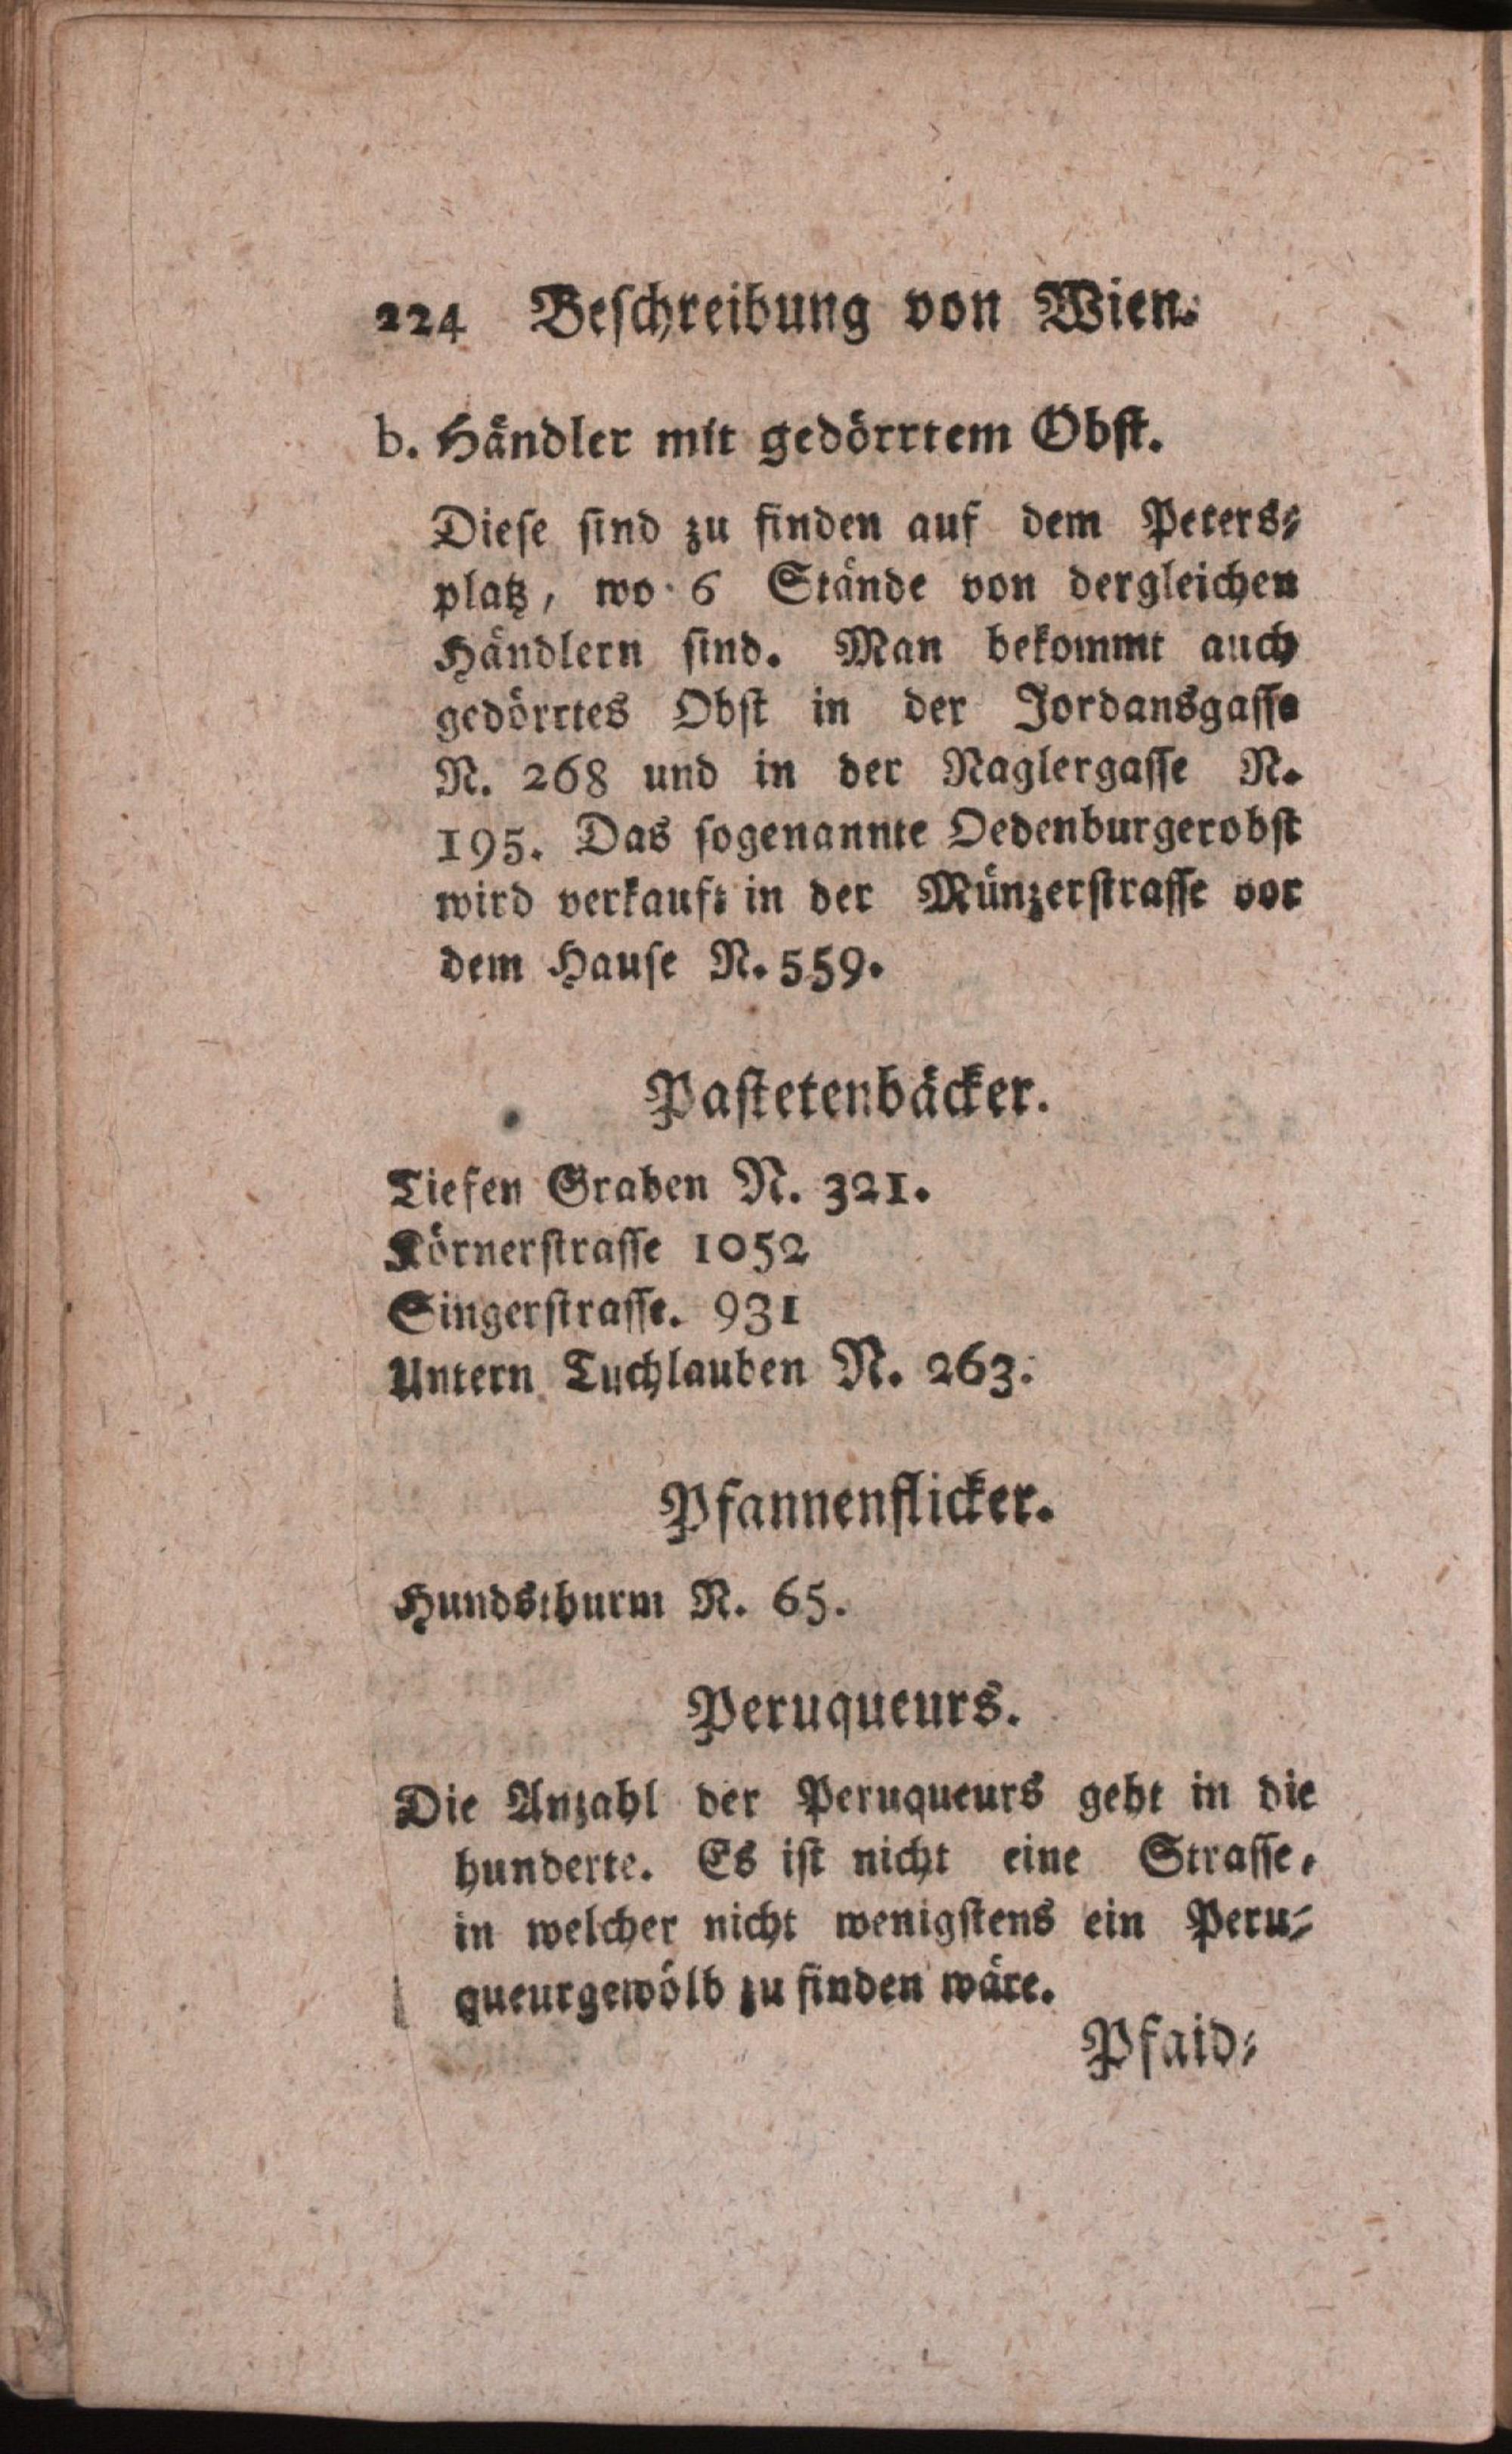 224 Beschreibung von Wien.
b. Händler mit gedörrtem Obst.
Diese sind zu finden auf dem Peters-
platz, wo 6 Stände von dergleichen
Händlern sind. Man bekommt auch
gedörrtes Obst in der Jordansgasse
N. 268 und in der Naglergasse N.
195. Das sogenannte Oedenburgerobst
wird verkauft in der Münzerstrasse vor
dem Hause N. 559.
Pastetenbäcker.
Tiefen Graben N. 321.
Körnerstrasse 1052
Singerstrasse. 931
Untern Tuchlauben N. 263.
Pfannenflicker.
Hundsthurm N. 65.
Peruqueurs.
Die Anzahl der Peruqueurs geht in die
hunderte. Es ist nicht eine Strasse,
in welcher nicht wenigstens ein Peru-
queurgewölb zu finden wäre.
Pfaid-